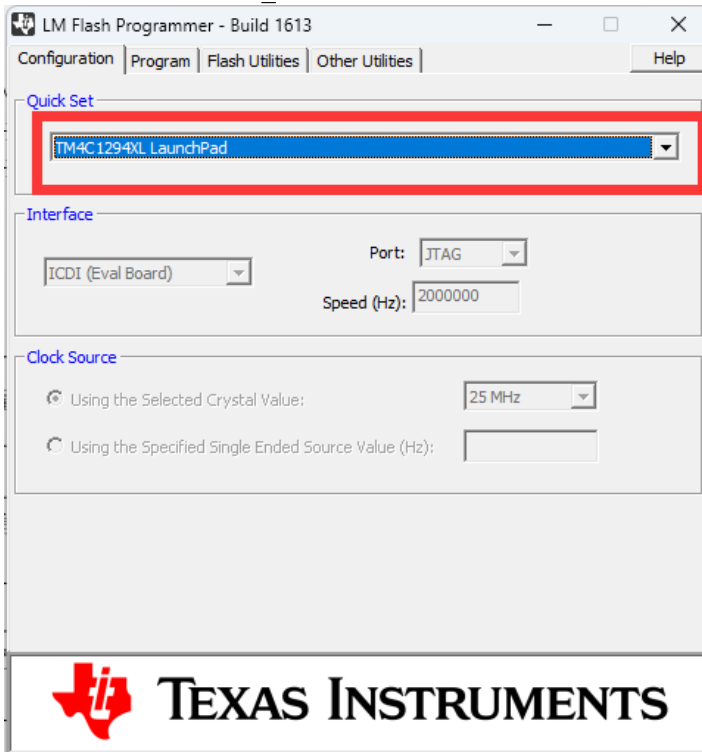 LM Flash Programmer - Build 1613
Configuration Program Flash Utilities Other Utilities Help
Quick Set
TM4C1294XL LaunchPad
Interface
ICDI (Eval Board)
Port: JTAG
Speed (Hz): 2000000
Clock Source
Using the Selected Crystal Value: 25 MHz
Using the Specified Single Ended Source Value (Hz):
TEXAS INSTRUMENTS